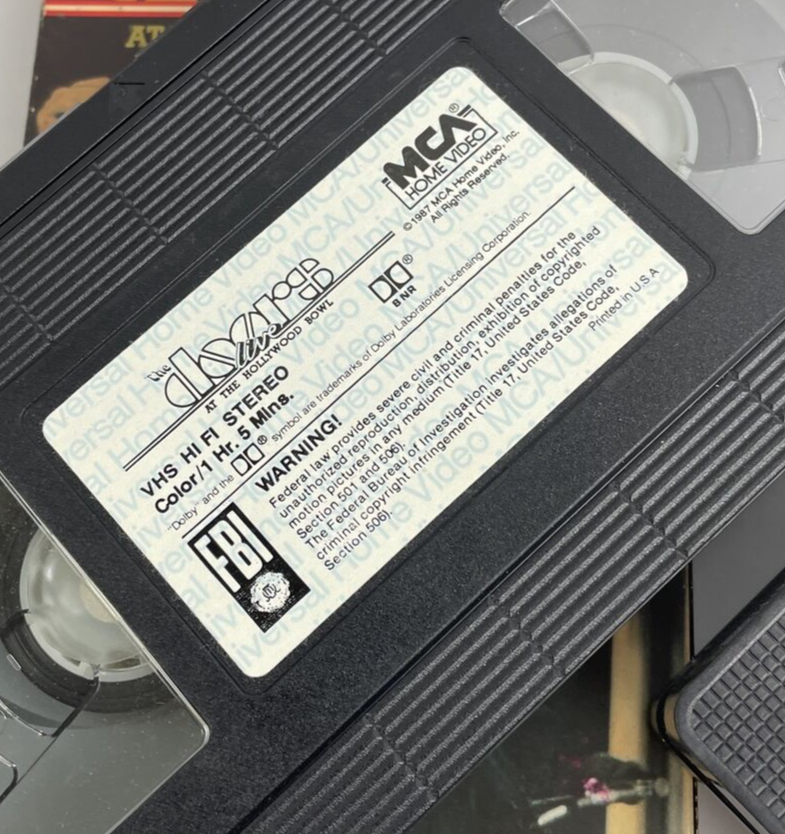 AT
MCA®
HOME VIDEO
©1987 MCA Home Video, Inc.
All Rights Reserved.
The
doors
live
AT THE HOLLYWOOD BOWL
®
B NR
VHS HI FI STEREO
Color/1 Hr. 5 Mins.
"Dolby" and the ® symbol are trademarks of Dolby Laboratories Licensing Corporation.
FBI
WARNING!
Federal law provides severe civil and criminal penalties for the
unauthorized reproduction, distribution, exhibition of copyrighted
motion pictures in any medium (Title 17, United States Code,
Section 501 and 506).
The Federal Bureau of Investigation investigates allegations of
criminal copyright infringement (Title 17, United States Code,
Section 506).
Printed in U.S.A